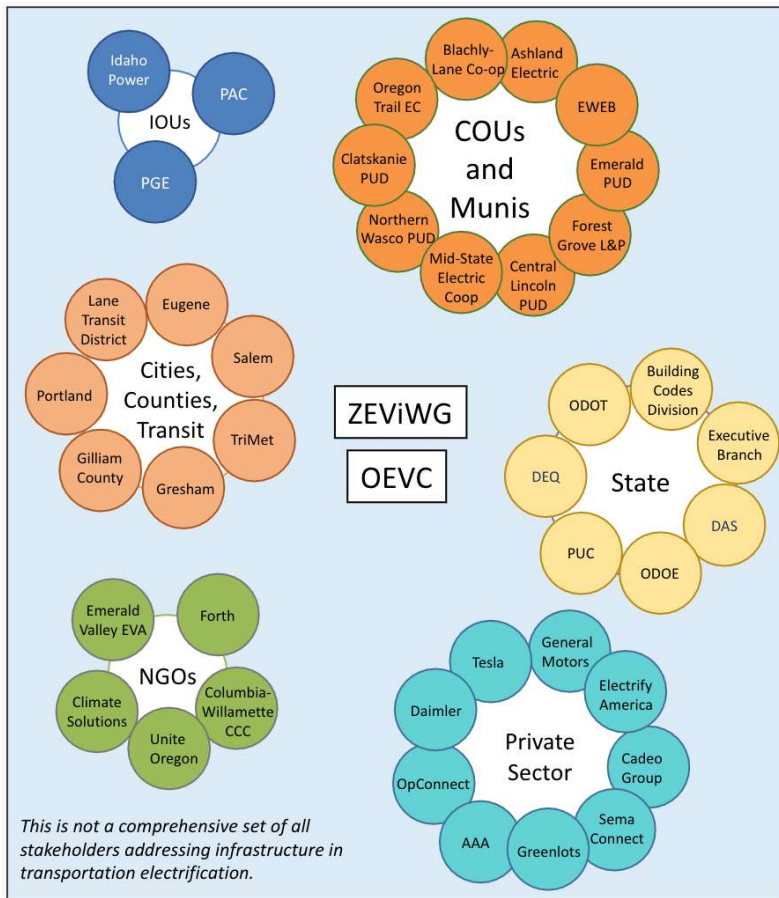 Idaho
Power
PAC
IOUs
PGE
Blachly-
Lane Co-op
Ashland
Electric
Oregon
Trail EC
EWEB
COUs
and
Munis
Clatskanie
PUD
Emerald
PUD
Northern
Wasco PUD
Forest
Grove L&P
Mid-State
Electric
Coop
Central
Lincoln
PUD
Lane
Transit
District
Eugene
Salem
Cities,
Counties,
Transit
Portland
TriMet
Gilliam
County
Gresham
ZEViWG
OEVC
ODOT
Building
Codes
Division
Executive
Branch
DEQ
State
DAS
PUC
ODOE
Emerald
Valley EVA
Forth
NGOs
Climate
Solutions
Columbia-
Willamette
CCC
Unite
Oregon
Tesla
General
Motors
Electrify
America
Daimler
Private
Sector
Cadeo
Group
OpConnect
Sema
Connect
AAA
Greenlots
This is not a comprehensive set of all
stakeholders addressing infrastructure in
transportation electrification.